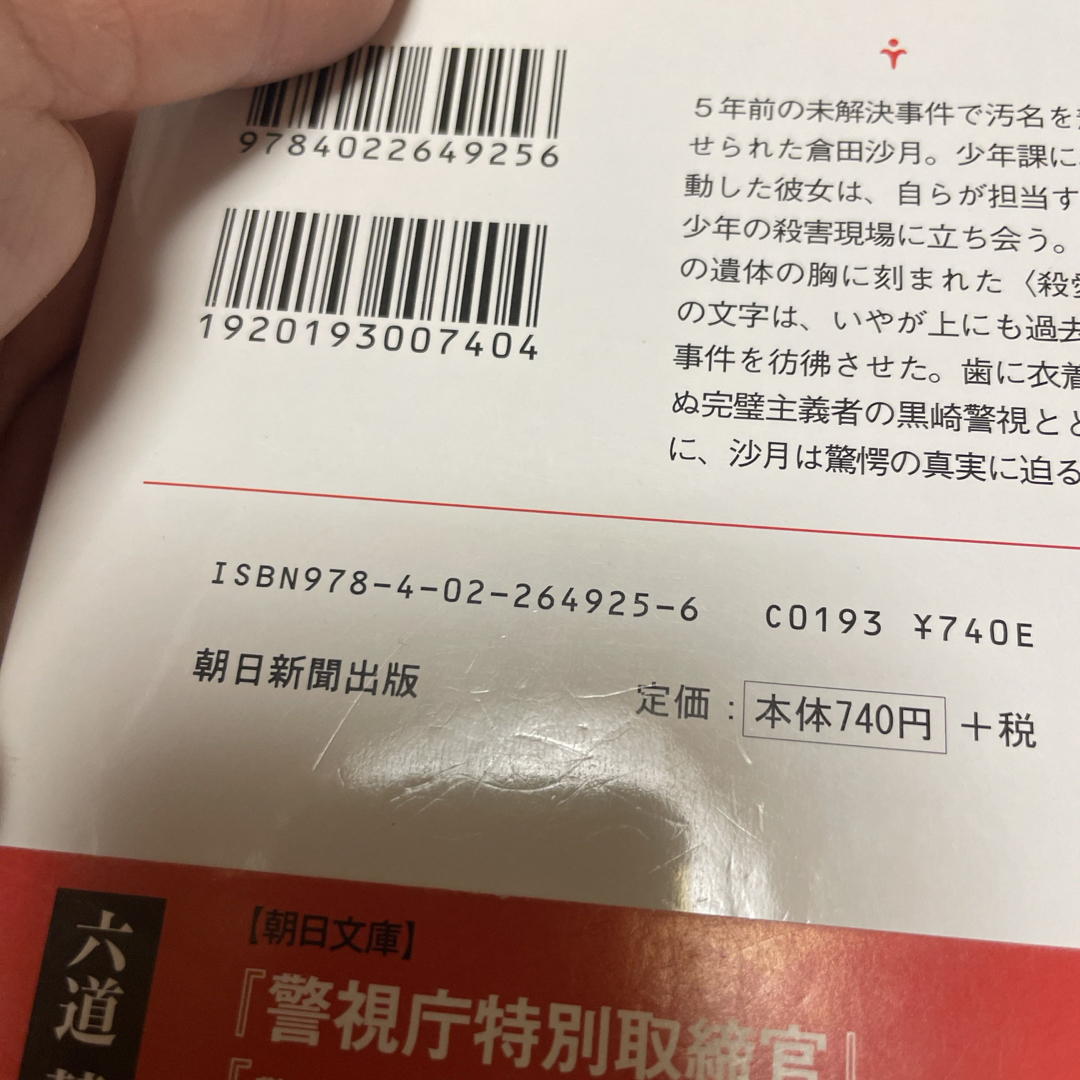 9784022649256
1920193007404
5年前の未解決事件で汚名を
せられた倉田沙月。少年課に
動した彼女は、自らが担当す
少年の殺害現場に立ち会う。
の遺体の胸に刻まれた〈殺
の文字は、いやが上にも過去
事件を彷彿させた。歯に衣着
ぬ完璧主義者の黒崎警視とと
に、沙月は驚愕の真実に迫る
ISBN978-4-02-264925-6 C0193 ¥740E
朝日新聞出版
定価：本体740円＋税
六道
【朝日文庫】
『警視庁特別取締官』